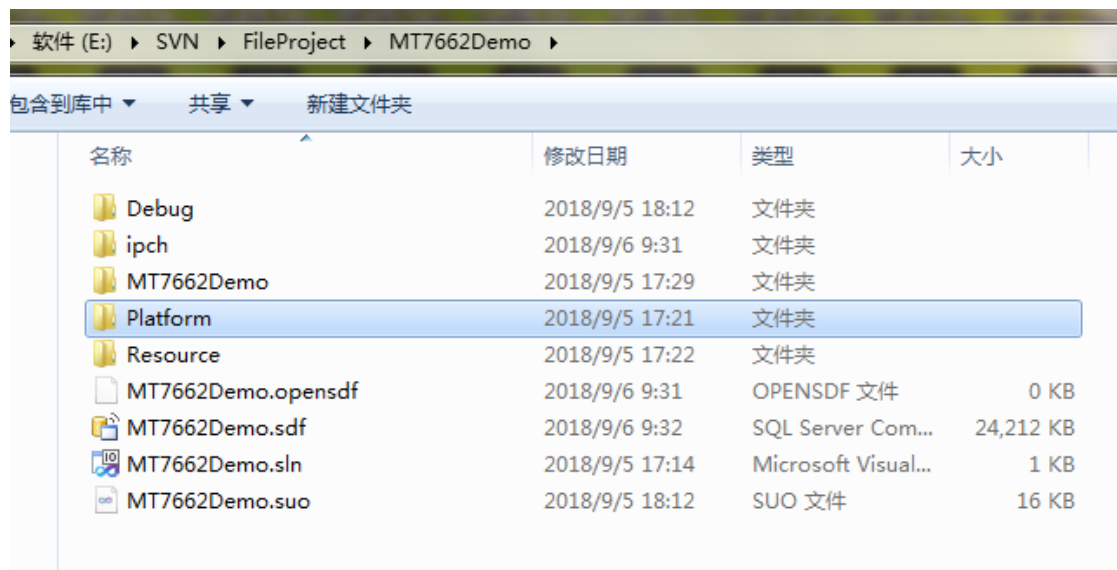 软件 (E:) SVN FileProject MT7662Demo
包含到库中 共享 新建文件夹
名称 修改日期 类型 大小
Debug 2018/9/5 18:12 文件夹
ipch 2018/9/6 9:31 文件夹
MT7662Demo 2018/9/5 17:29 文件夹
Platform 2018/9/5 17:21 文件夹
Resource 2018/9/5 17:22 文件夹
MT7662Demo.opensdf 2018/9/6 9:31 OPENSDF 文件 0 KB
MT7662Demo.sdf 2018/9/6 9:32 SQL Server Com... 24,212 KB
MT7662Demo.sln 2018/9/5 17:14 Microsoft Visual... 1 KB
MT7662Demo.suo 2018/9/5 18:12 SUO 文件 16 KB